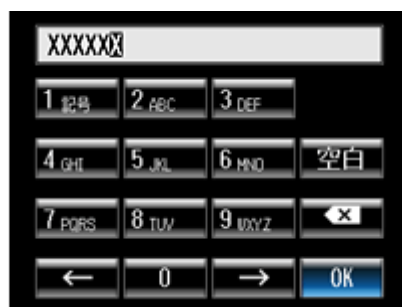 XXXXXX
1 記号 2 ABC 3 DEF
4 GHI 5 JKL 6 MNO 空白
7 PQRS 8 TUV 9 WXYZ ×
← 0 → OK